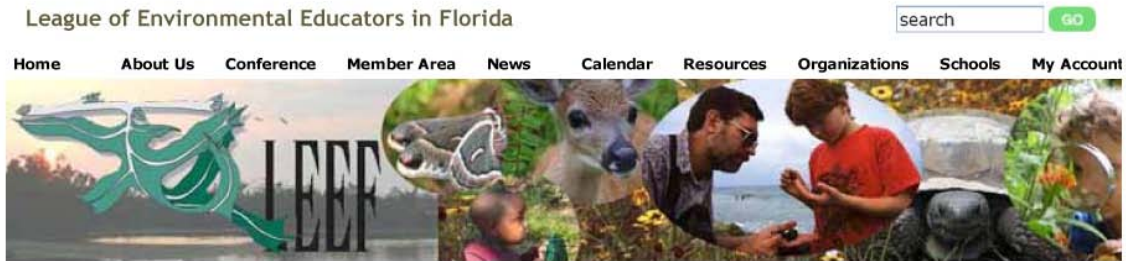 League of Environmental Educators in Florida
search GO
Home About Us Conference Member Area News Calendar Resources Organizations Schools My Account
LEEF